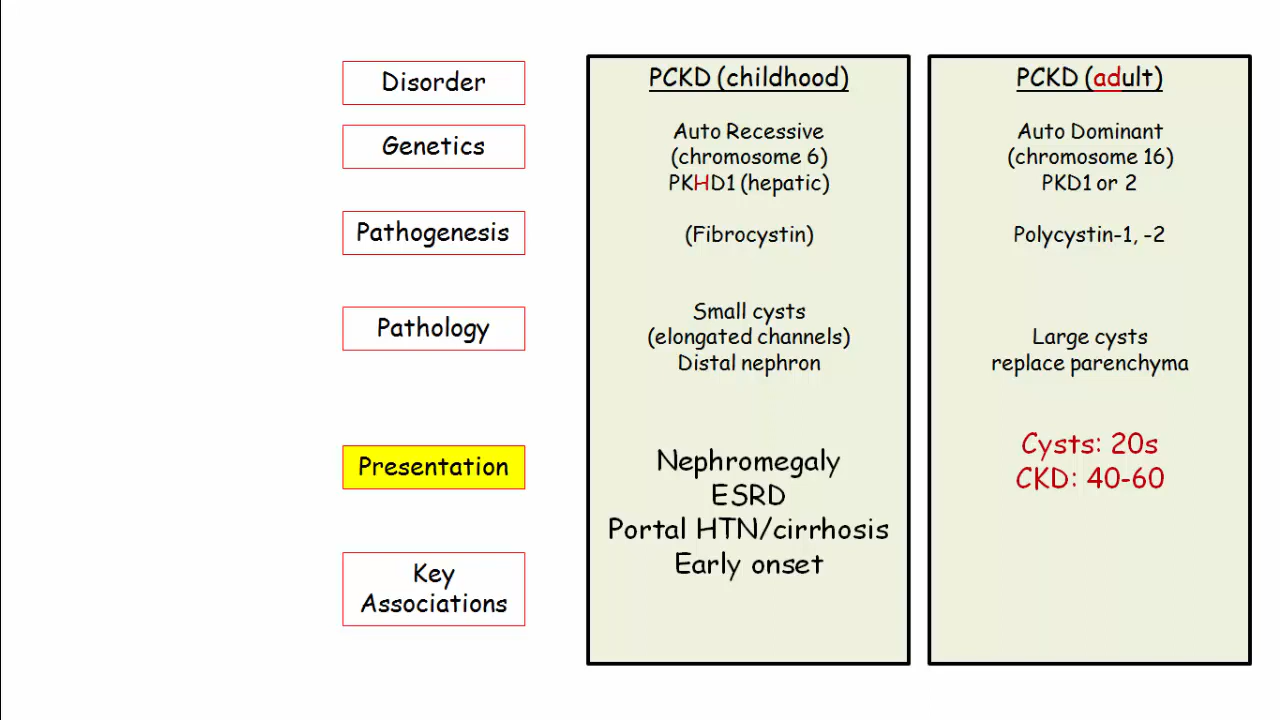 Disorder
Genetics
Pathogenesis
Pathology
Presentation
Key
Associations
PCKD (childhood)
Auto Recessive
(chromosome 6)
PKHD1 (hepatic)
(Fibrocystin)
Small cysts
(elongated channels)
Distal nephron
Nephromegaly
ESRD
Portal HTN/cirrhosis
Early onset
PCKD (adult)
Auto Dominant
(chromosome 16)
PKD1 or 2
Polycystin-1, -2
Large cysts
replace parenchyma
Cysts: 20s
CKD: 40-60